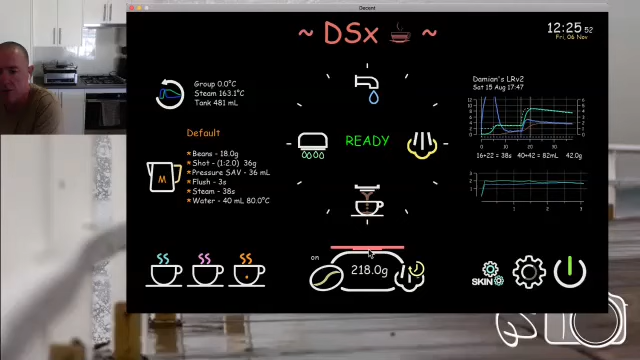 Decent
~ DSx ~
12:25 52
Fri, 06 Nov
Group 0.0°C
Steam 163.1°C
Tank 481 mL
Default
*Beans - 18.0g
*Shot - (1:2.0) 36g
*Pressure SAV - 36 mL
*Flush - 3s
*Steam - 38s
*Water - 40 mL 80.0°C
M
READY
on
218.0g
Damian's LRv2
Sat 15 Aug 17:47
16+22 = 38s 40+42 = 82mL 42.0g
1 2 3
SKIN